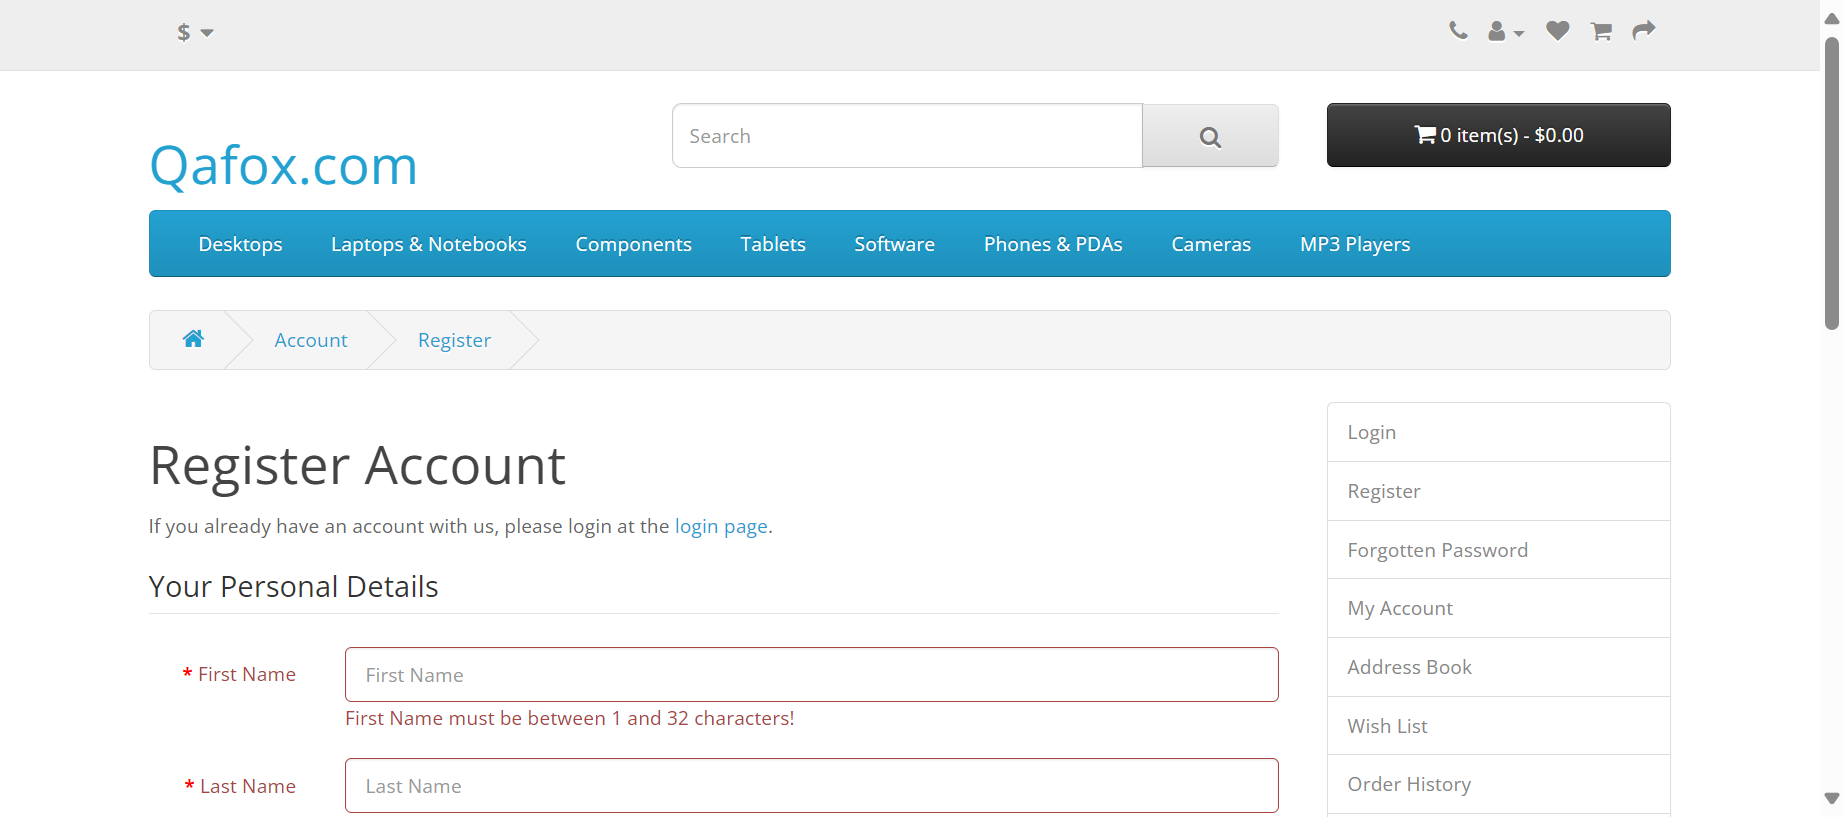 $
Search
0 item(s) - $0.00
Qafox.com
Desktops Laptops & Notebooks Components Tablets Software Phones & PDAs Cameras MP3 Players
Account Register
Register Account
If you already have an account with us, please login at the login page.
Your Personal Details
* First Name
First Name
First Name must be between 1 and 32 characters!
* Last Name
Last Name
Login
Register
Forgotten Password
My Account
Address Book
Wish List
Order History